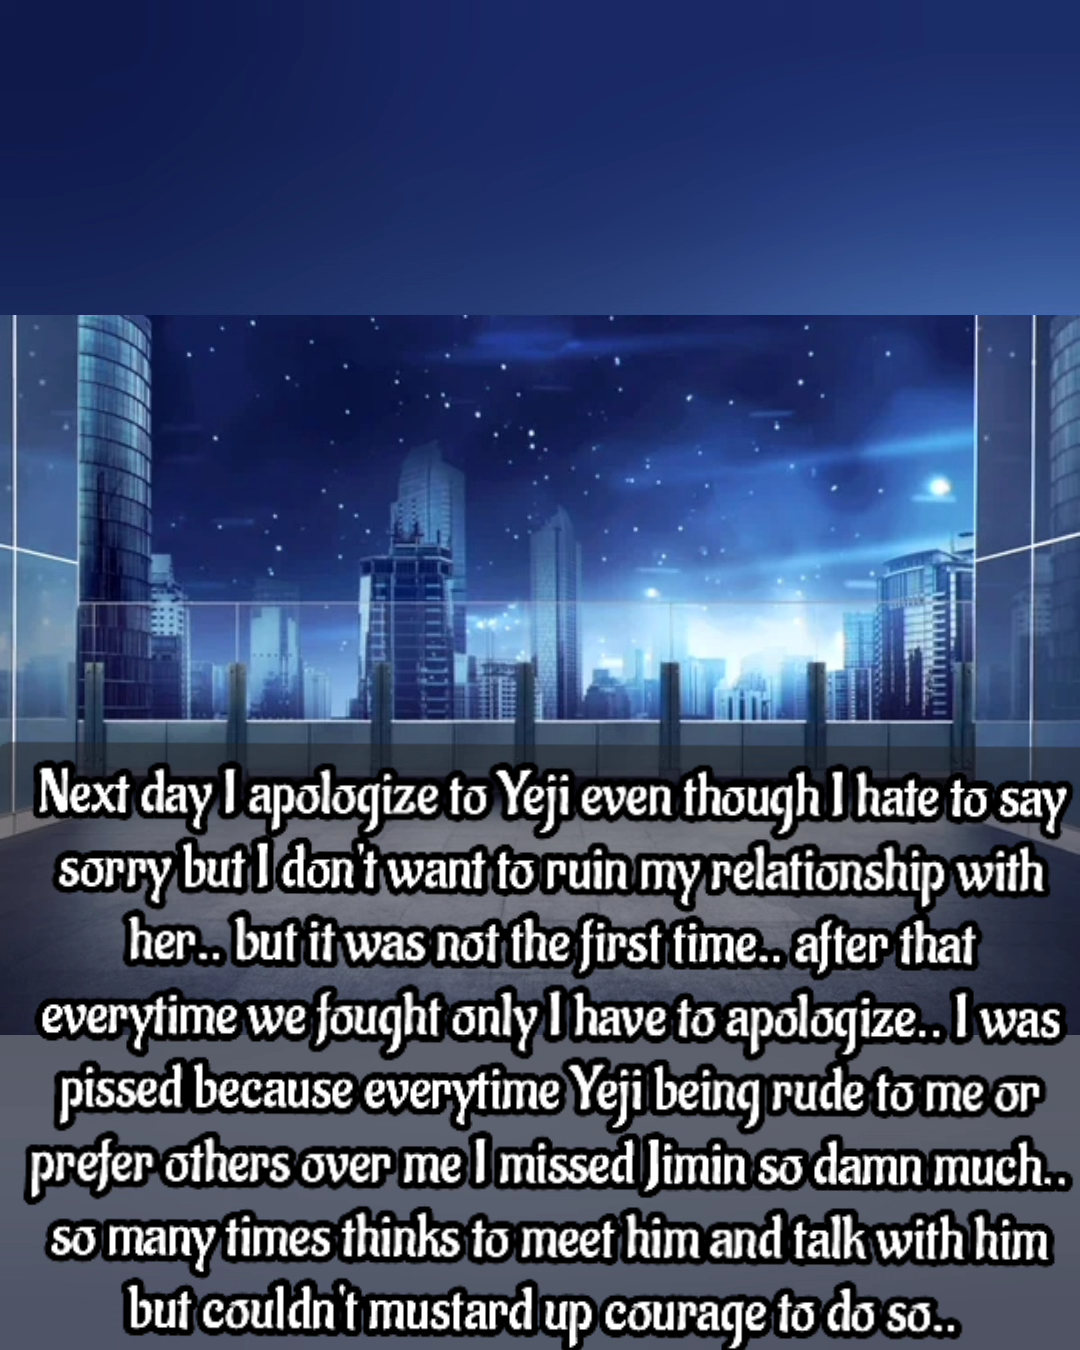 Next day I apologize to Yeji even though I hate to say
sorry but I don't want to ruin my relationship with
her.. but it was not the first time.. after that
everytime we fought only I have to apologize.. I was
pissed because everytime Yeji being rude to me or
prefer others over me I missed Jimin so damn much..
so many times thinks to meet him and talk with him
but couldn't mustard up courage to do so..